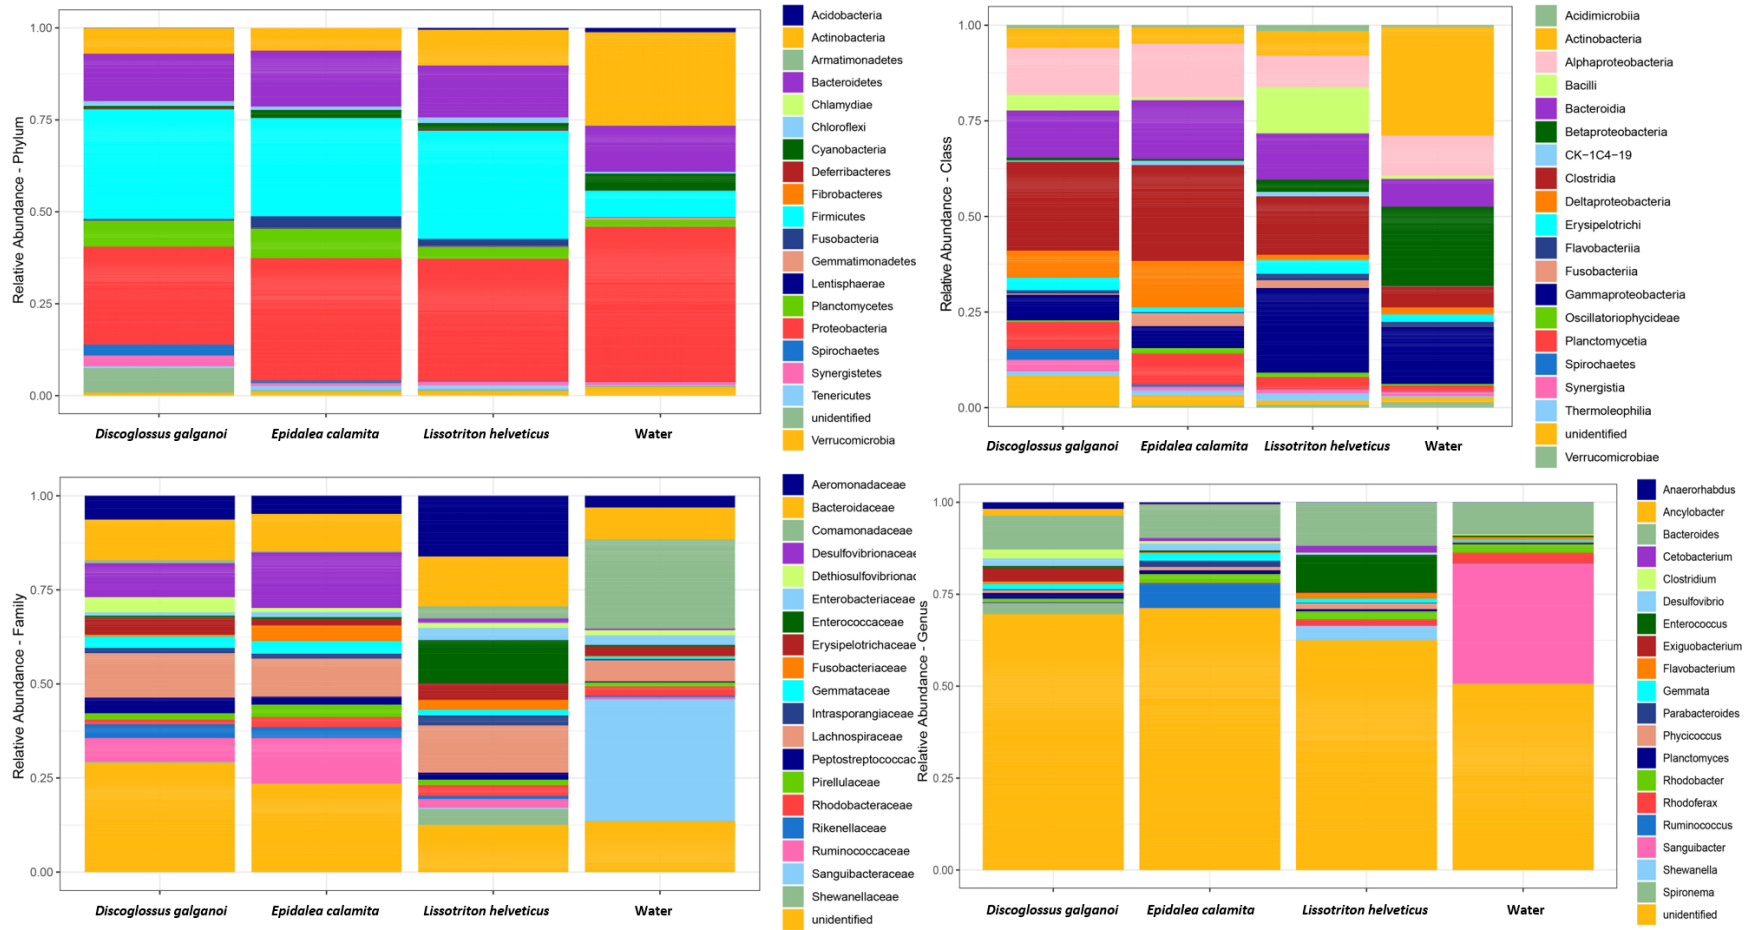 Relative Abundance - Phylum
1.00
0.75
0.50
0.25
0.00
Discoglossus galganoi
Epidalea calamita
Lissotriton helveticus
Water
Acidobacteria
Actinobacteria
Armatimonadetes
Bacteroidetes
Chlamydiae
Chloroflexi
Cyanobacteria
Deferribacteres
Fibrobacteres
Firmicutes
Fusobacteria
Gemmatimonadetes
Lentisphaerae
Planctomycetes
Proteobacteria
Spirochaetes
Synergistetes
Tenericutes
unidentified
Verrucomicrobia
Relative Abundance - Class
1.00
0.75
0.50
0.25
0.00
Discoglossus galganoi
Epidalea calamita
Lissotriton helveticus
Water
Acidimicrobiia
Actinobacteria
Alphaproteobacteria
Bacilli
Bacteroidia
Betaproteobacteria
CK−1C4−19
Clostridia
Deltaproteobacteria
Erysipelotrichi
Flavobacteriia
Fusobacteriia
Gammaproteobacteria
Oscillatoriophycideae
Planctomycetia
Spirochaetes
Synergistia
Thermoleophilia
unidentified
Verrucomicrobiae
Relative Abundance - Family
1.00
0.75
0.50
0.25
0.00
Discoglossus galganoi
Epidalea calamita
Lissotriton helveticus
Water
Aeromonadaceae
Bacteroidaceae
Comamonadaceae
Desulfovibrionaceae
Dethiosulfovibrionac
Enterobacteriaceae
Enterococcaceae
Erysipelotrichaceae
Fusobacteriaceae
Gemmataceae
Intrasporangiaceae
Lachnospiraceae
Peptostreptococcac
Pirellulaceae
Rhodobacteraceae
Rikenellaceae
Ruminococcaceae
Sanguibacteraceae
Shewanellaceae
unidentified
Relative Abundance - Genus
1.00
0.75
0.50
0.25
0.00
Discoglossus galganoi
Epidalea calamita
Lissotriton helveticus
Water
Anaerorhabdus
Ancylobacter
Bacteroides
Cetobacterium
Clostridium
Desulfovibrio
Enterococcus
Exiguobacterium
Flavobacterium
Gemmata
Parabacteroides
Phycicoccus
Planctomyces
Rhodobacter
Rhodoferax
Ruminococcus
Sanguibacter
Shewanella
Spironema
unidentified